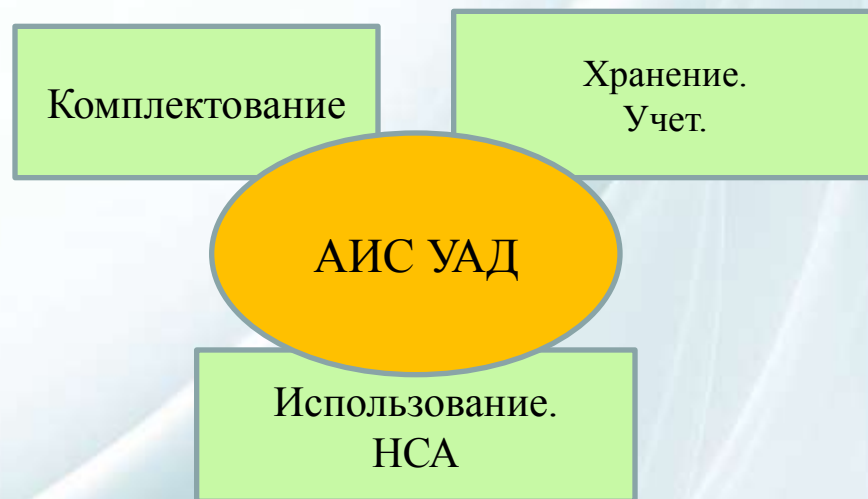 Комплектование
Хранение.
Учет.
АИС УАД
Использование.
НСА